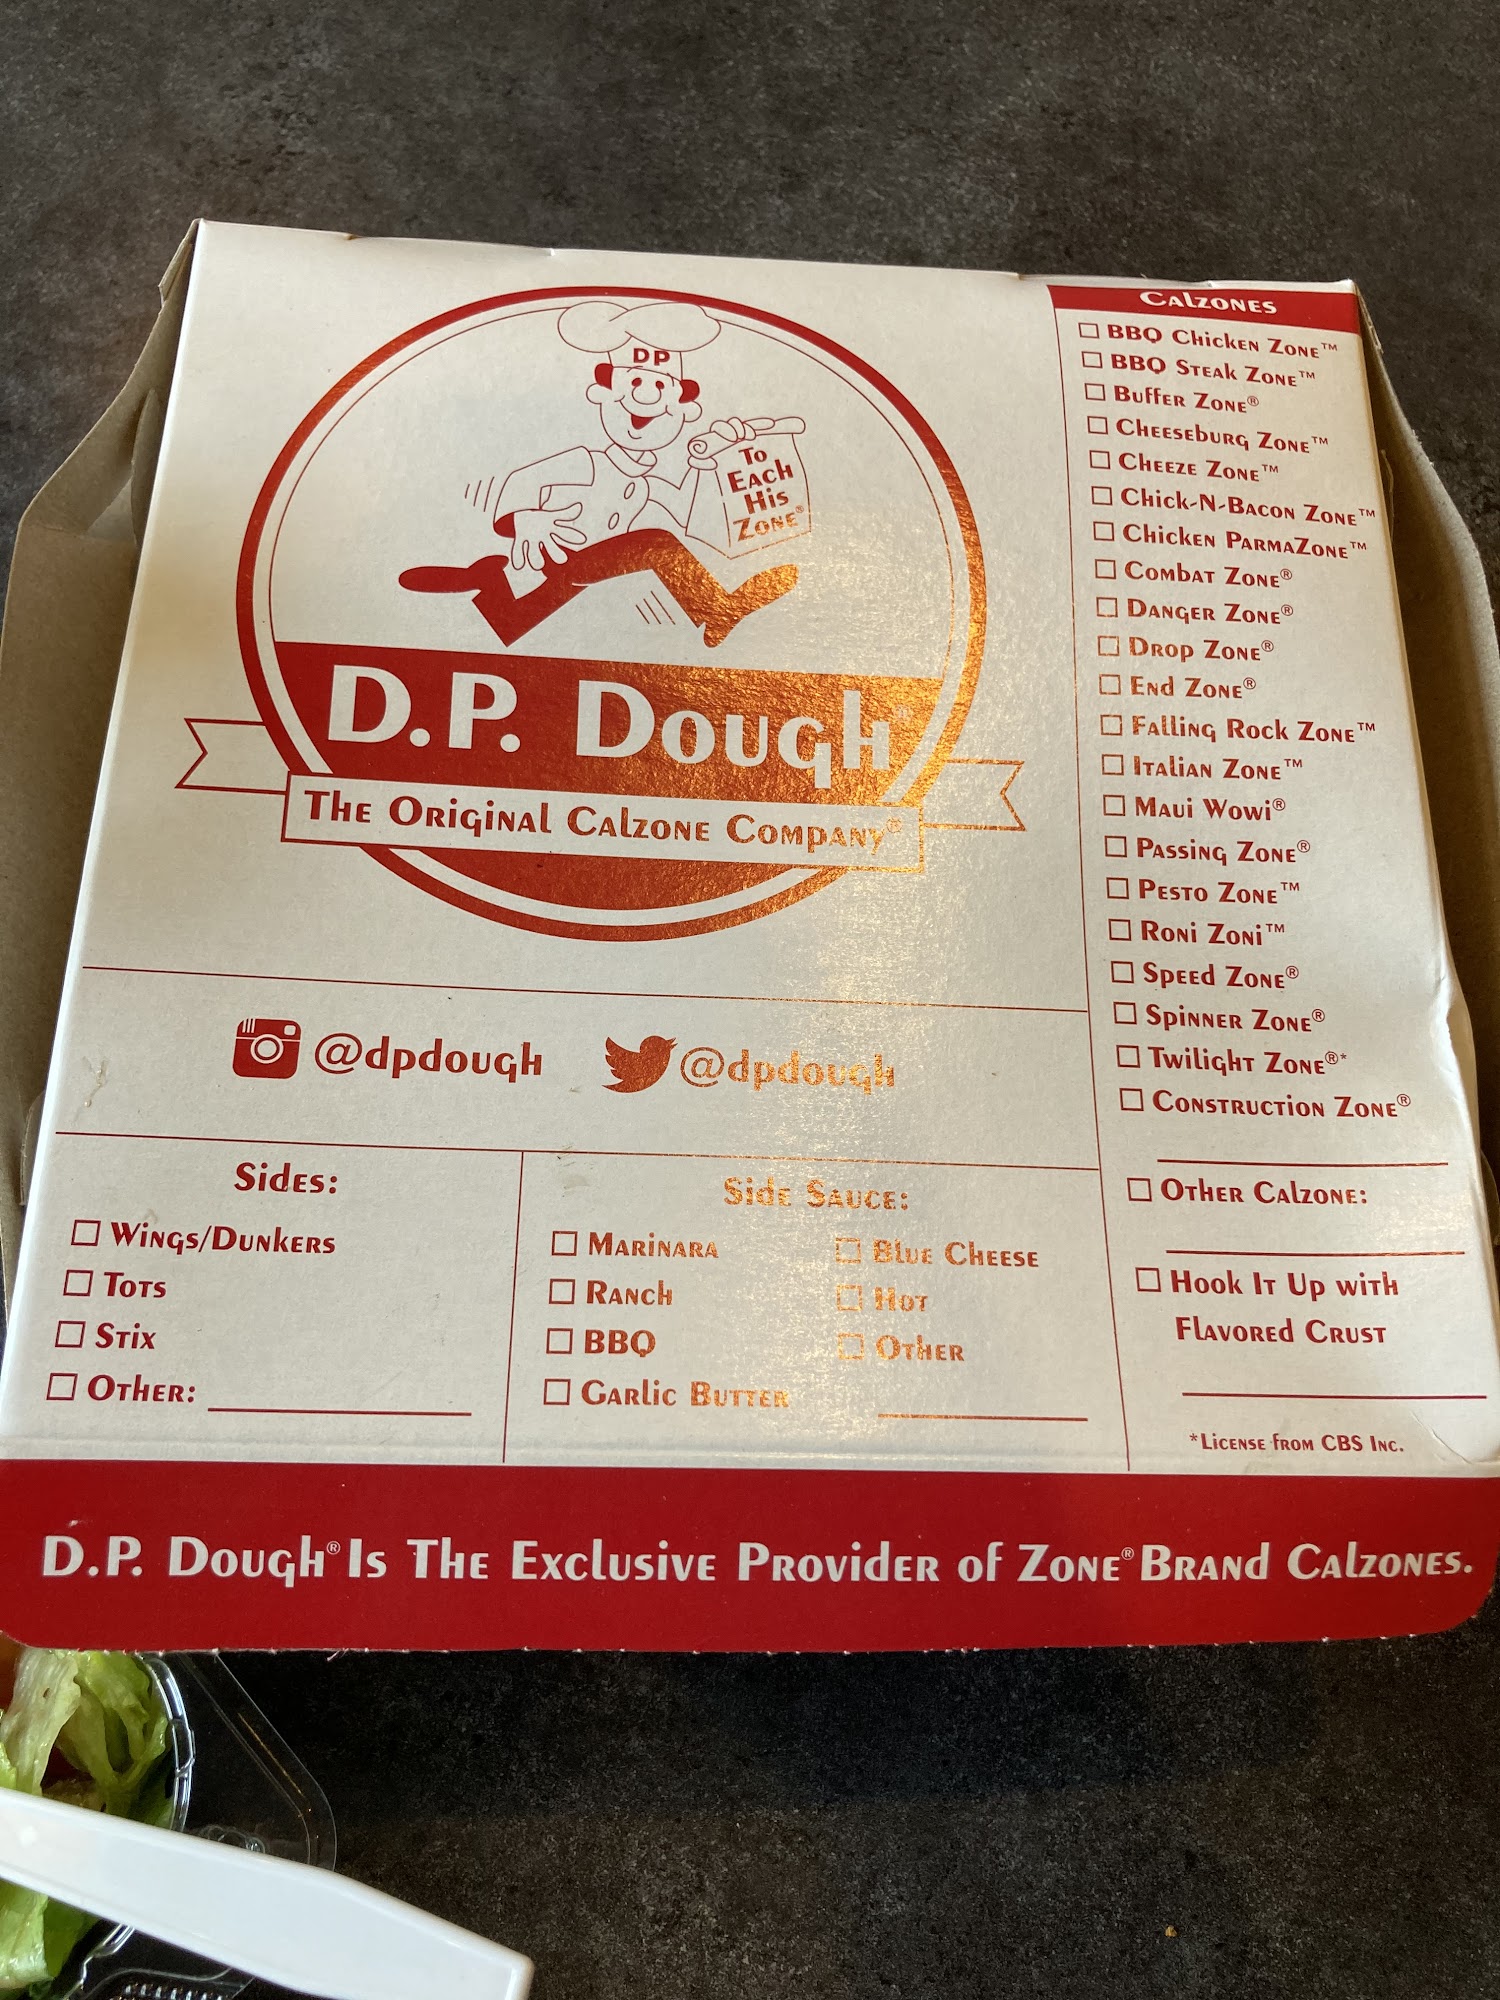 DP
To
Each
His
Zone®
D.P. Dough®
The Original Calzone Company®
@dpdough
@dpdough
Sides:
Wings/Dunkers
Tots
Stix
Other:
Side Sauce:
Marinara
Ranch
BBQ
Garlic Butter
Blue Cheese
Hot
Other
Calzones
BBQ Chicken Zone™
BBQ Steak Zone™
Buffer Zone®
Cheeseburg Zone™
Cheeze Zone™
Chick-N-Bacon Zone™
Chicken ParmaZone™
Combat Zone®
Danger Zone®
Drop Zone®
End Zone®
Falling Rock Zone™
Italian Zone™
Maui Wowi®
Passing Zone®
Pesto Zone™
Roni Zoni™
Speed Zone®
Spinner Zone®
Twilight Zone®*
Construction Zone®
Other Calzone:
Hook It Up with
Flavored Crust
*License from CBS Inc.
D.P. Dough® Is The Exclusive Provider of Zone® Brand Calzones.